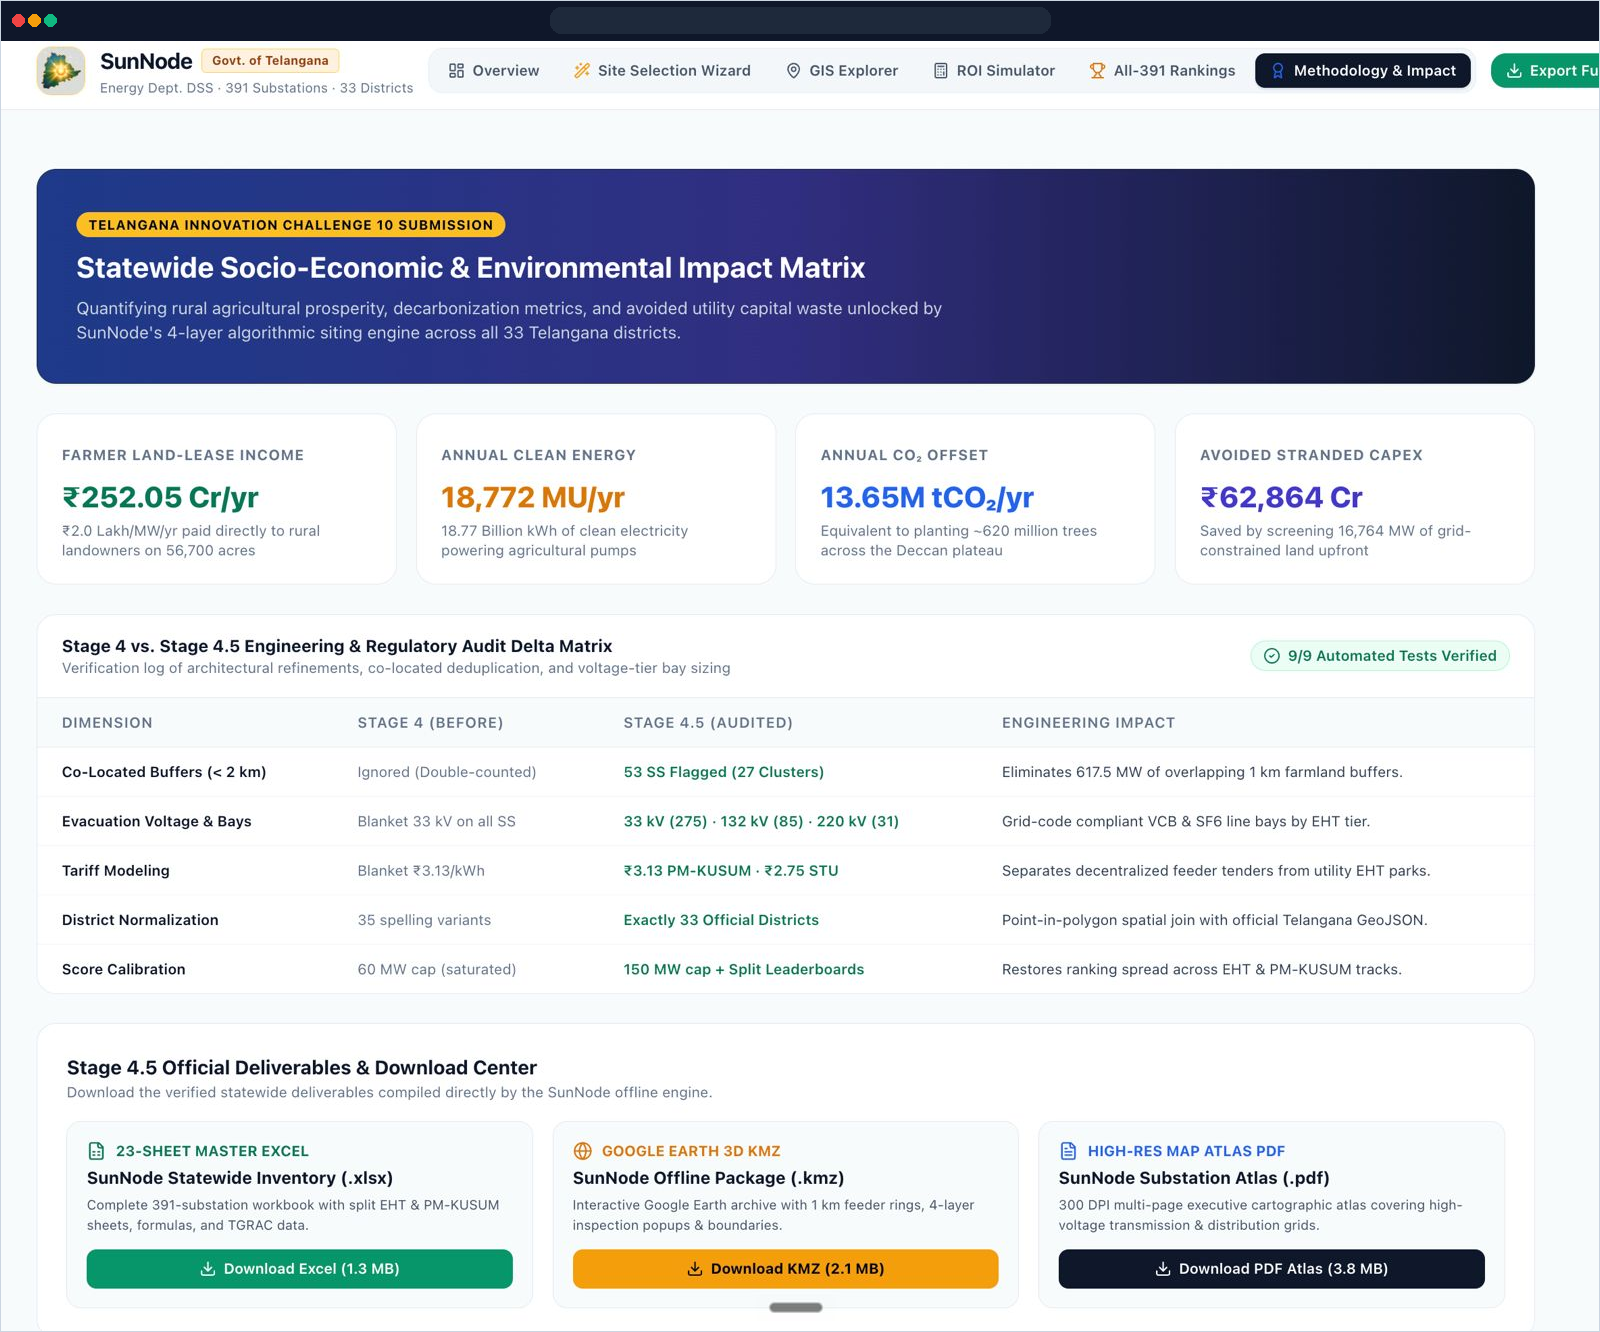 SunNode
Govt. of Telangana
Energy Dept. DSS · 391 Substations · 33 Districts
Overview
Site Selection Wizard
GIS Explorer
ROI Simulator
All-391 Rankings
Methodology & Impact
Export Fu
TELANGANA INNOVATION CHALLENGE 10 SUBMISSION
Statewide Socio-Economic & Environmental Impact Matrix
Quantifying rural agricultural prosperity, decarbonization metrics, and avoided utility capital waste unlocked by
SunNode's 4-layer algorithmic siting engine across all 33 Telangana districts.
FARMER LAND-LEASE INCOME
₹252.05 Cr/yr
₹2.0 Lakh/MW/yr paid directly to rural
landowners on 56,700 acres
ANNUAL CLEAN ENERGY
18,772 MU/yr
18.77 Billion kWh of clean electricity
powering agricultural pumps
ANNUAL CO₂ OFFSET
13.65M tCO₂/yr
Equivalent to planting ~620 million trees
across the Deccan plateau
AVOIDED STRANDED CAPEX
₹62,864 Cr
Saved by screening 16,764 MW of grid-
constrained land upfront
Stage 4 vs. Stage 4.5 Engineering & Regulatory Audit Delta Matrix
Verification log of architectural refinements, co-located deduplication, and voltage-tier bay sizing
9/9 Automated Tests Verified
DIMENSION STAGE 4 (BEFORE) STAGE 4.5 (AUDITED) ENGINEERING IMPACT
Co-Located Buffers (< 2 km) Ignored (Double-counted) 53 SS Flagged (27 Clusters) Eliminates 617.5 MW of overlapping 1 km farmland buffers.
Evacuation Voltage & Bays Blanket 33 kV on all SS 33 kV (275) · 132 kV (85) · 220 kV (31) Grid-code compliant VCB & SF6 line bays by EHT tier.
Tariff Modeling Blanket ₹3.13/kWh ₹3.13 PM-KUSUM · ₹2.75 STU Separates decentralized feeder tenders from utility EHT parks.
District Normalization 35 spelling variants Exactly 33 Official Districts Point-in-polygon spatial join with official Telangana GeoJSON.
Score Calibration 60 MW cap (saturated) 150 MW cap + Split Leaderboards Restores ranking spread across EHT & PM-KUSUM tracks.
Stage 4.5 Official Deliverables & Download Center
Download the verified statewide deliverables compiled directly by the SunNode offline engine.
23-SHEET MASTER EXCEL
SunNode Statewide Inventory (.xlsx)
Complete 391-substation workbook with split EHT & PM-KUSUM
sheets, formulas, and TGRAC data.
Download Excel (1.3 MB)
GOOGLE EARTH 3D KMZ
SunNode Offline Package (.kmz)
Interactive Google Earth archive with 1 km feeder rings, 4-layer
inspection popups & boundaries.
Download KMZ (2.1 MB)
HIGH-RES MAP ATLAS PDF
SunNode Substation Atlas (.pdf)
300 DPI multi-page executive cartographic atlas covering high-
voltage transmission & distribution grids.
Download PDF Atlas (3.8 MB)